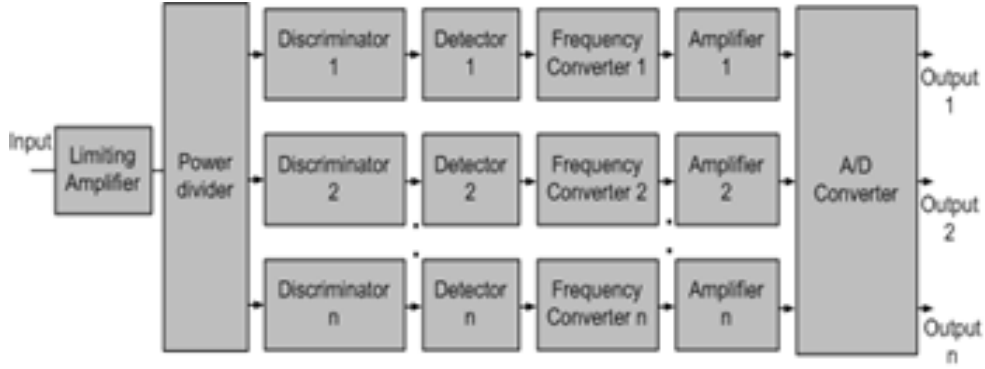 Input
Limiting
Amplifier
Power
divider
Discriminator
1
Detector
1
Frequency
Converter 1
Amplifier
1
Discriminator
2
Detector
2
Frequency
Converter 2
Amplifier
2
Discriminator
n
Detector
n
Frequency
Converter n
Amplifier
n
A/D
Converter
Output
1
Output
2
Output
n